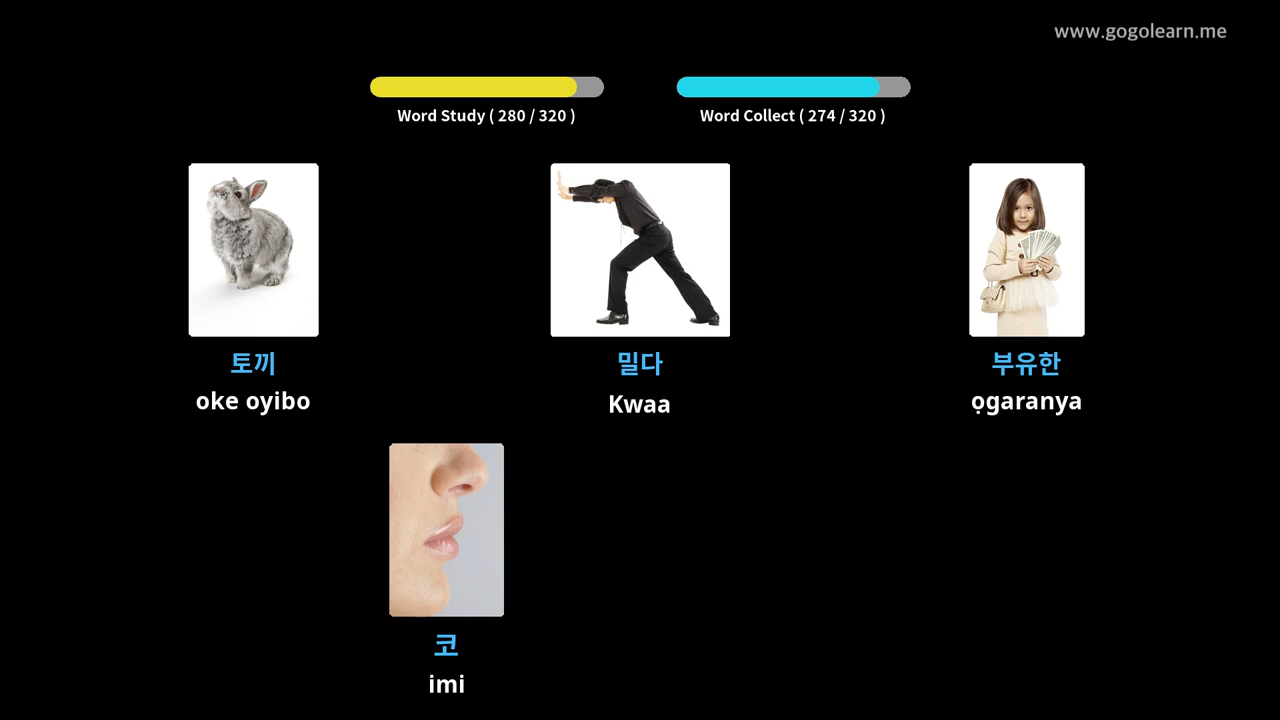 www.gogolearn.me
Word Study ( 280 / 320 )
Word Collect ( 274 / 320 )
토끼
oke oyibo
밀다
Kwaa
부유한
ọgaranya
코
imi